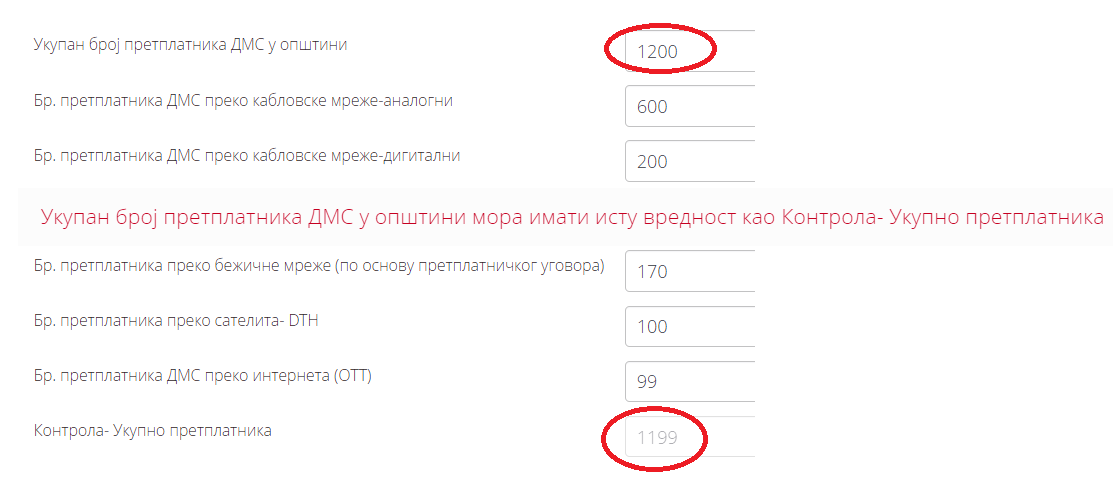 Укупан број претплатника ДМС у општини
1200
Бр. претплатника ДМС преко кабловске мреже-аналогни
600
Бр. претплатника ДМС преко кабловске мреже-дигитални
200
Укупан број претплатника ДМС у општини мора имати исту вредност као Контрола- Укупно претплатника
Бр. претплатника преко бежичне мреже (по основу претплатничког уговора)
170
Бр. претплатника преко сателита- DTH
100
Бр. претплатника ДМС преко интернета (ОТТ)
99
Контрола- Укупно претплатника
1199